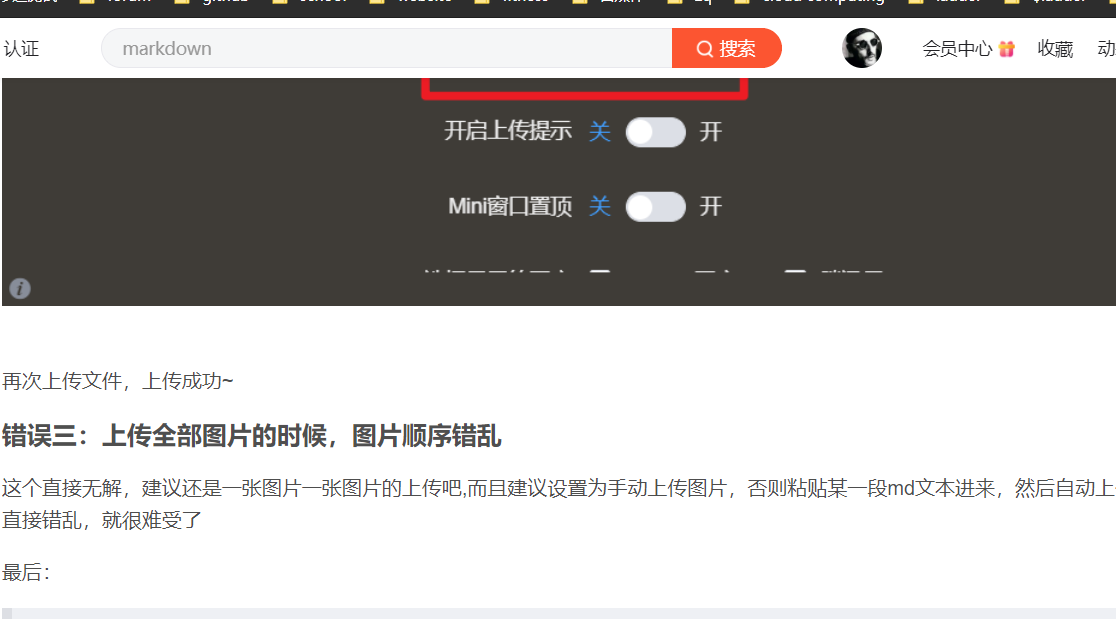 认证
markdown
搜索
会员中心
收藏
开启上传提示 关 开
Mini窗口置顶 关 开
再次上传文件，上传成功~
错误三：上传全部图片的时候，图片顺序错乱
这个直接无解，建议还是一张图片一张图片的上传吧,而且建议设置为手动上传图片，否则粘贴某一段md文本进来，然后自动上
直接错乱，就很难受了
最后：